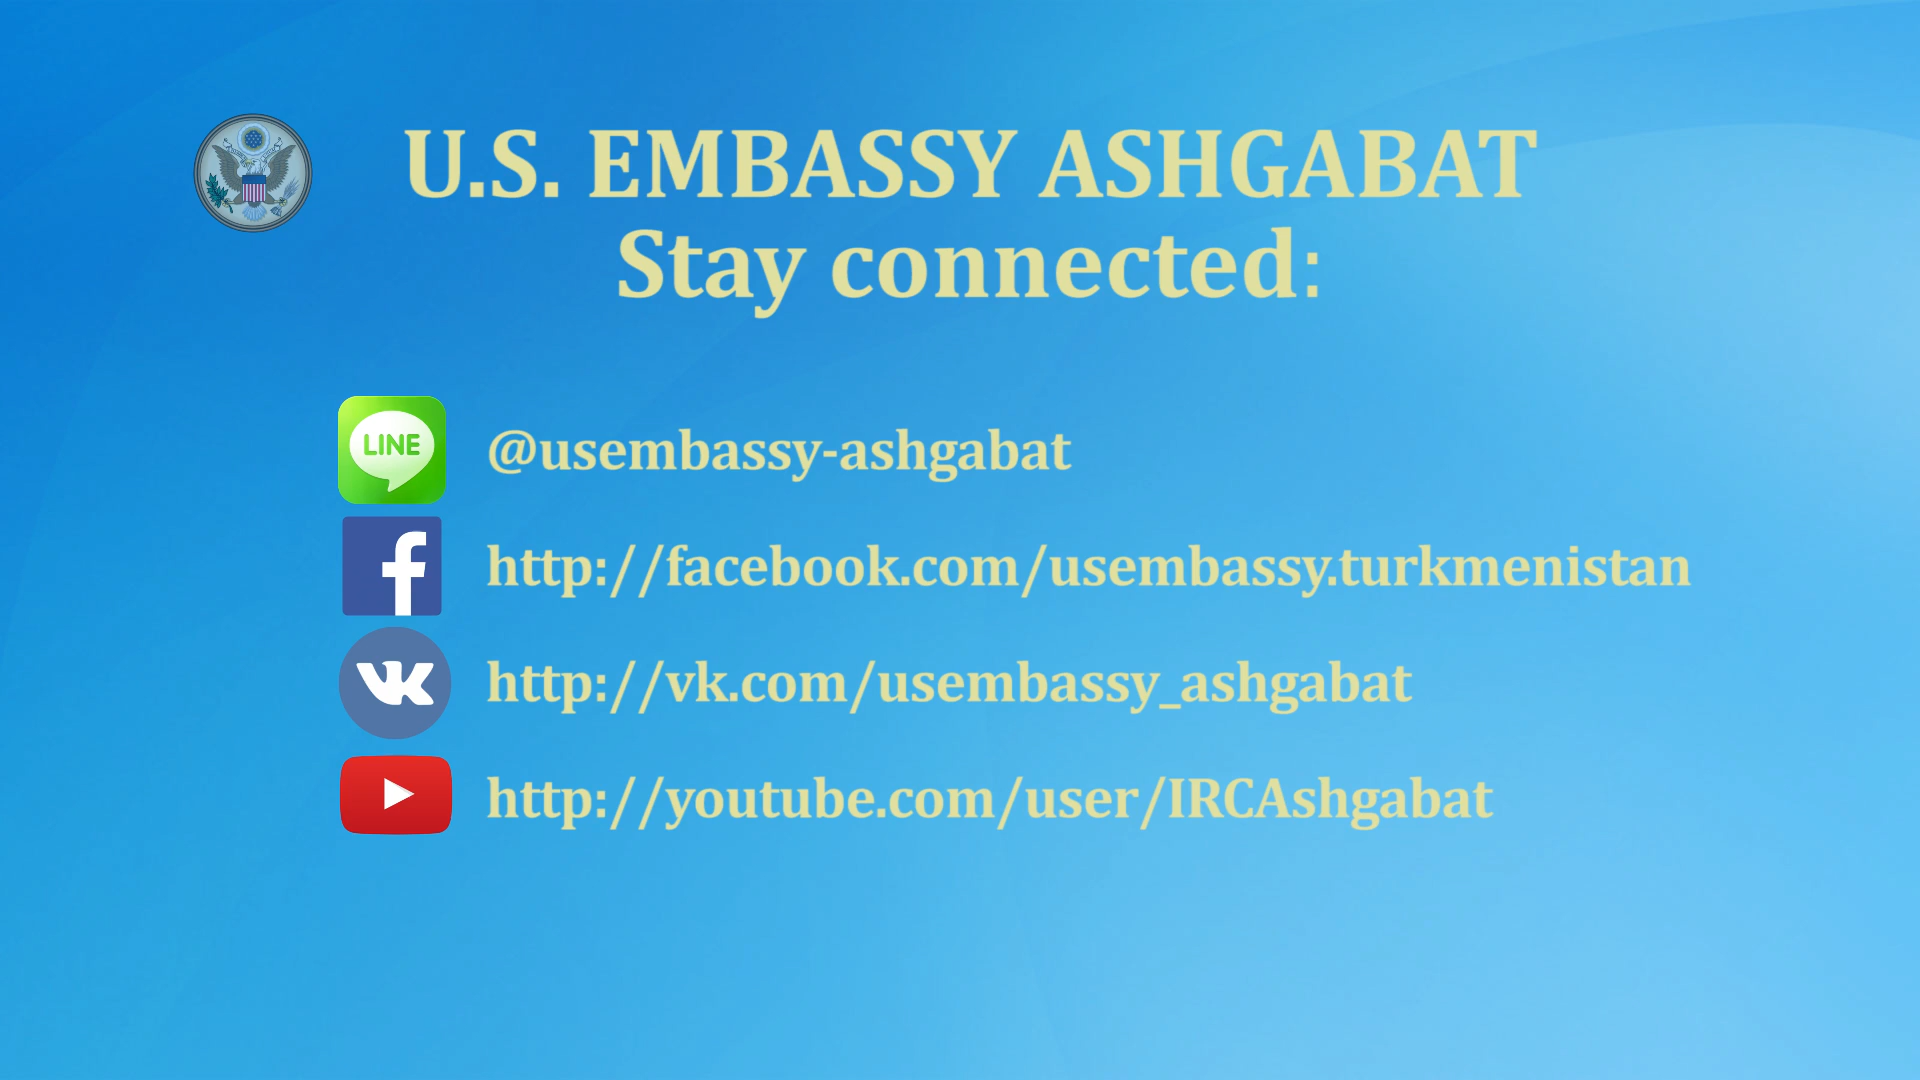 U.S. EMBASSY ASHGABAT
Stay connected:
LINE
@usembassy-ashgabat
http://facebook.com/usembassy.turkmenistan
http://vk.com/usembassy_ashgabat
http://youtube.com/user/IRCAshgabat